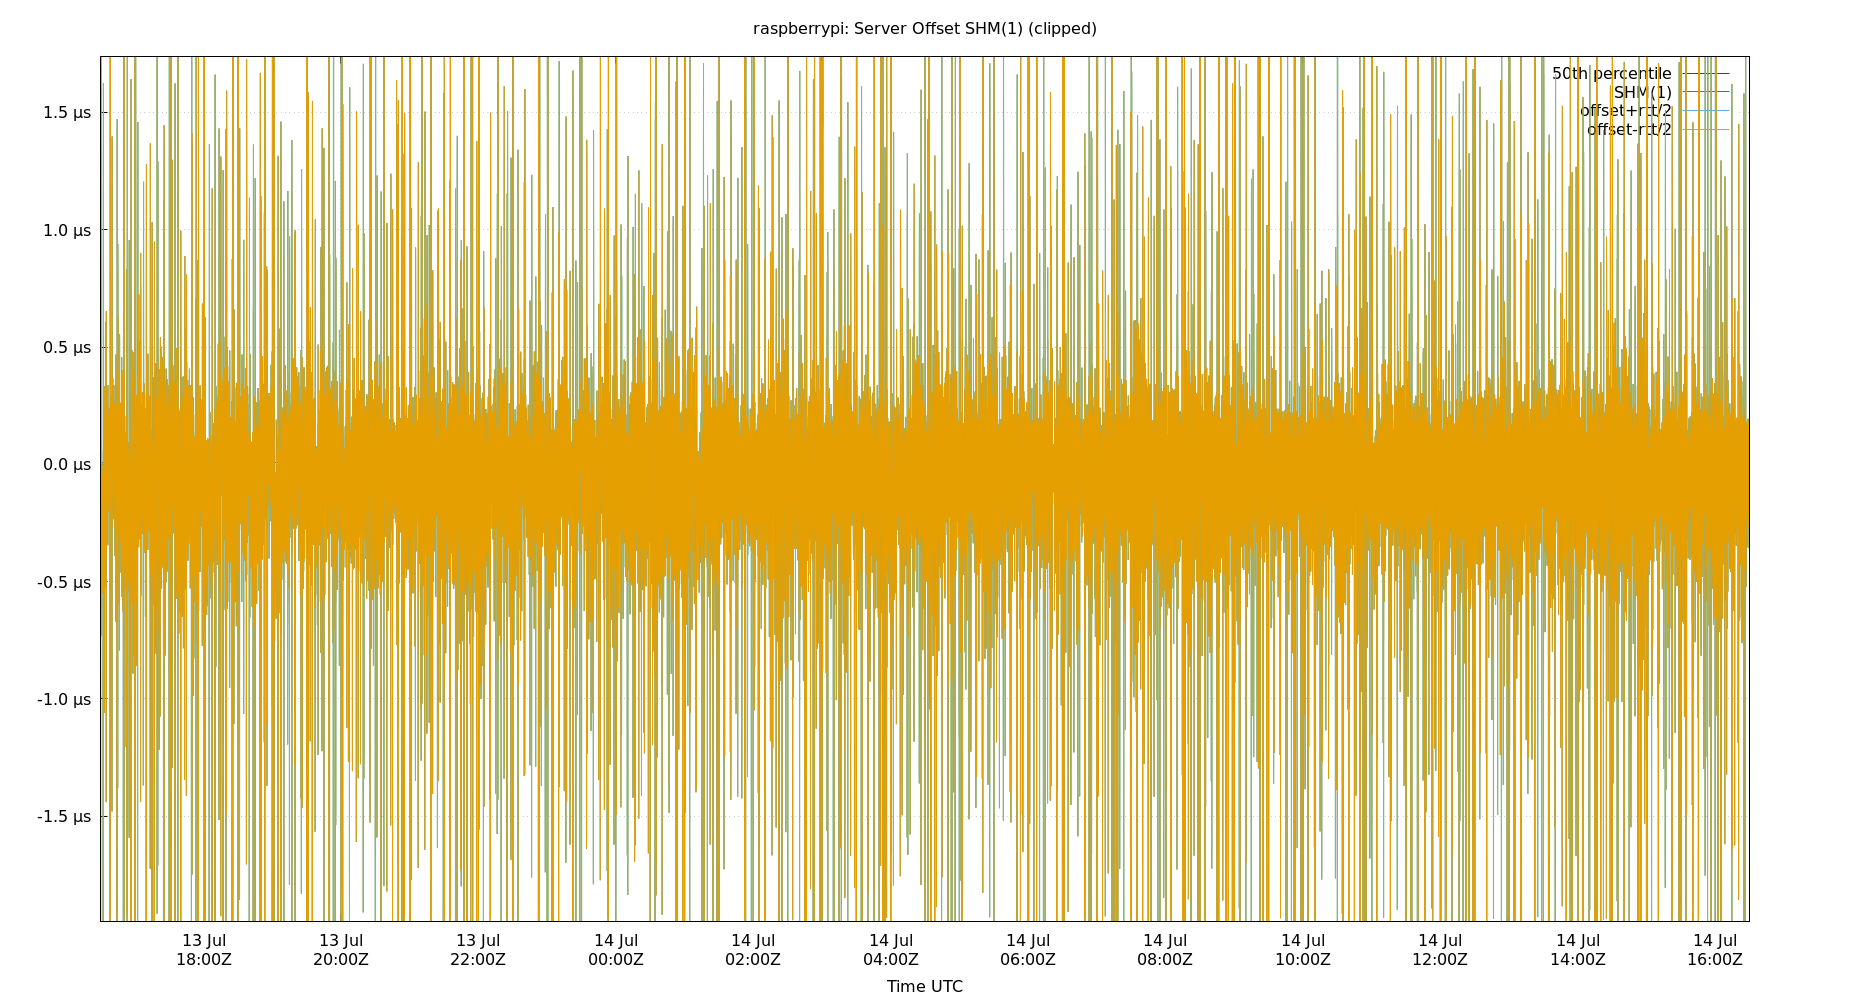 raspberrypi: Server Offset SHM(1) (clipped)
50th percentile
SHM(1)
offset+rtt/2
offset-rtt/2
1.5 µs
1.0 µs
0.5 µs
0.0 µs
-0.5 µs
-1.0 µs
-1.5 µs
13 Jul 13 Jul 13 Jul 14 Jul 14 Jul 14 Jul 14 Jul 14 Jul 14 Jul 14 Jul 14 Jul 14 Jul
18:00Z 20:00Z 22:00Z 00:00Z 02:00Z 04:00Z 06:00Z 08:00Z 10:00Z 12:00Z 14:00Z 16:00Z
Time UTC